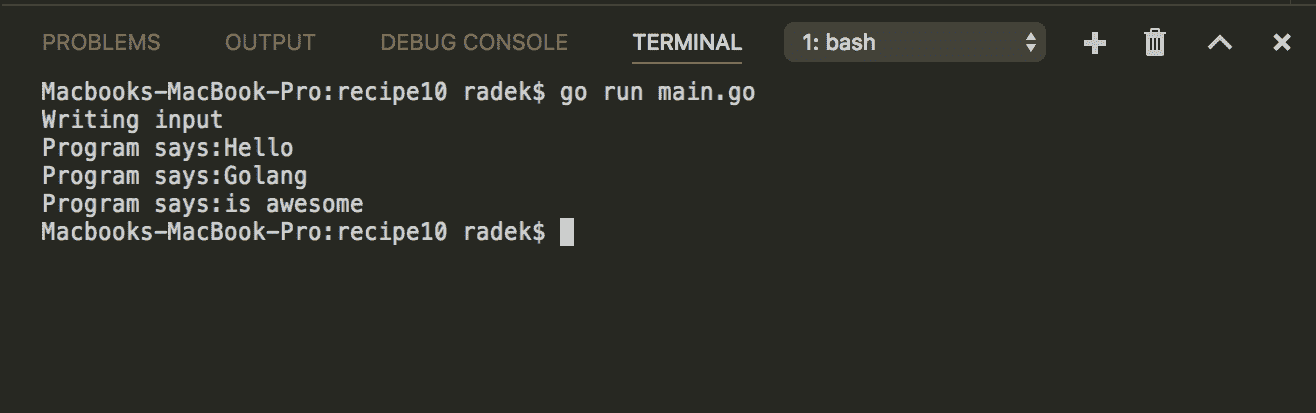 PROBLEMS OUTPUT DEBUG CONSOLE TERMINAL 1: bash
Macbooks-MacBook-Pro:recipe10 radek$ go run main.go
Writing input
Program says:Hello
Program says:Golang
Program says:is awesome
Macbooks-MacBook-Pro:recipe10 radek$